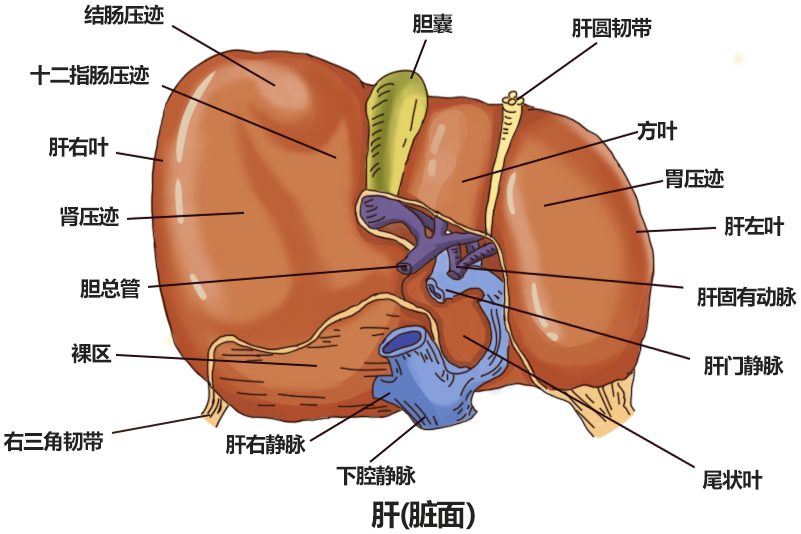 结肠压迹
胆囊
肝圆韧带
十二指肠压迹
方叶
肝右叶
胃压迹
肾压迹
肝左叶
胆总管
肝固有动脉
裸区
肝门静脉
右三角韧带
肝右静脉
下腔静脉
尾状叶
肝(脏面)